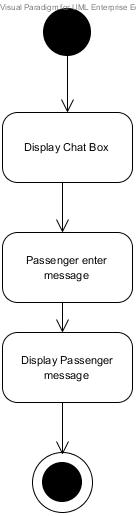 Visual Paradigm for UML Enterprise Ed
Display Chat Box
Passenger enter
message
Display Passenger
message